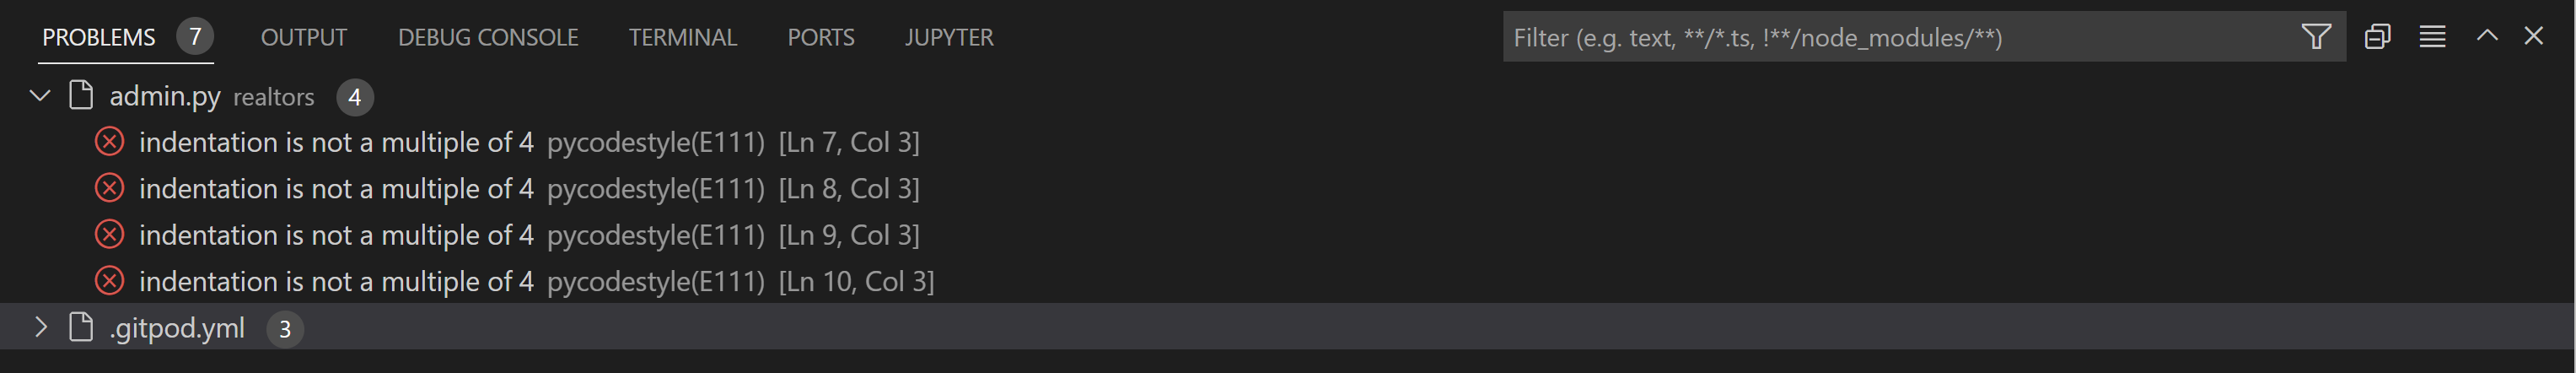 PROBLEMS 7 OUTPUT DEBUG CONSOLE TERMINAL PORTS JUPYTER Filter (e.g. text, **/*.ts, !**/node_modules/**)
admin.py realtors 4
indentation is not a multiple of 4 pycodestyle(E111) [Ln 7, Col 3]
indentation is not a multiple of 4 pycodestyle(E111) [Ln 8, Col 3]
indentation is not a multiple of 4 pycodestyle(E111) [Ln 9, Col 3]
indentation is not a multiple of 4 pycodestyle(E111) [Ln 10, Col 3]
.gitpod.yml 3